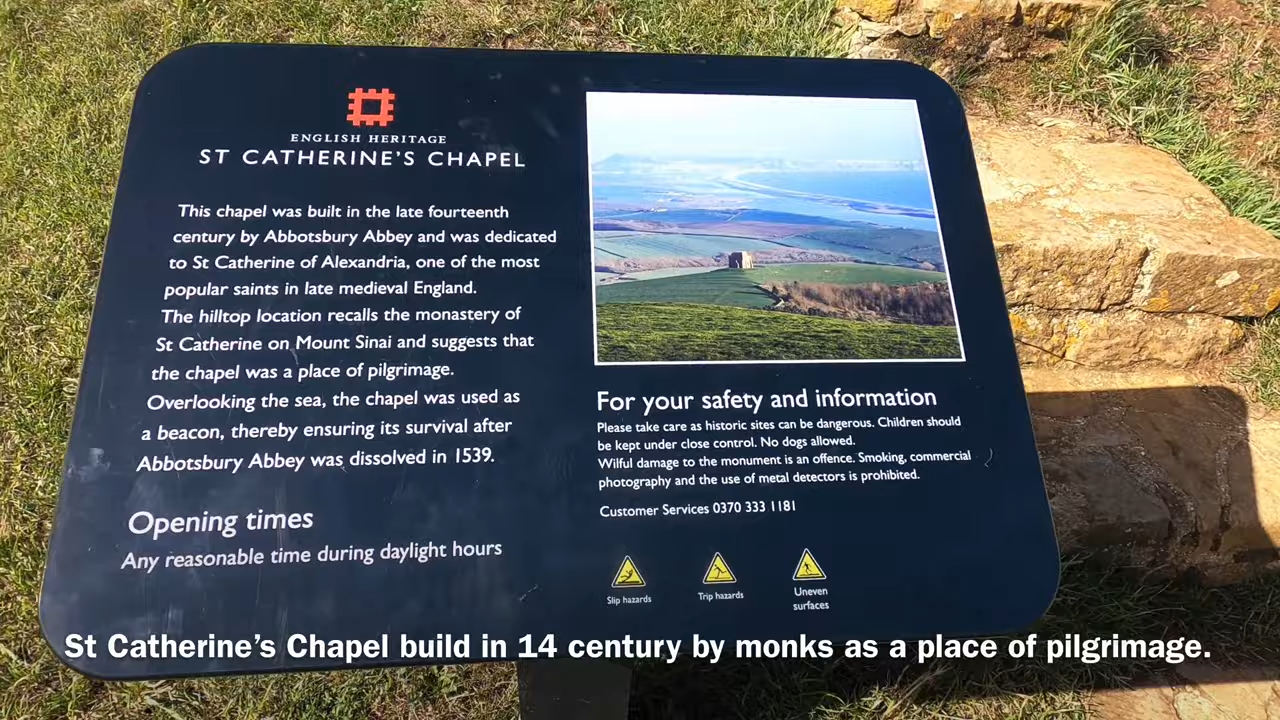 ENGLISH HERITAGE
ST CATHERINE'S CHAPEL
This chapel was built in the late fourteenth
century by Abbotsbury Abbey and was dedicated
to St Catherine of Alexandria, one of the most
popular saints in late medieval England.
The hilltop location recalls the monastery of
St Catherine on Mount Sinai and suggests that
the chapel was a place of pilgrimage.
Overlooking the sea, the chapel was used as
a beacon, thereby ensuring its survival after
Abbotsbury Abbey was dissolved in 1539.
Opening times
Any reasonable time during daylight hours
For your safety and information
Please take care as historic sites can be dangerous. Children should
be kept under close control. No dogs allowed.
Wilful damage to the monument is an offence. Smoking, commercial
photography and the use of metal detectors is prohibited.
Customer Services 0370 333 1181
Slip hazards
Trip hazards
Uneven
surfaces
St Catherine's Chapel build in 14 century by monks as a place of pilgrimage.